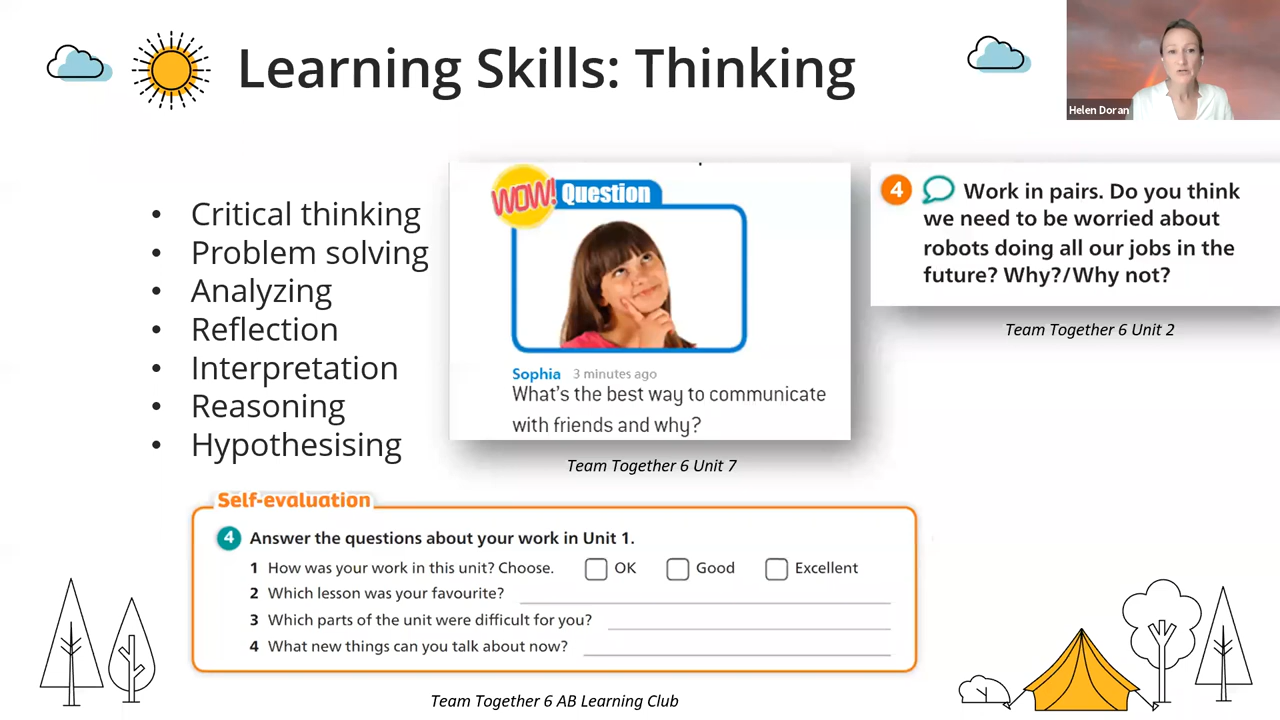 Learning Skills: Thinking
Helen Doran
• Critical thinking
• Problem solving
• Analyzing
• Reflection
• Interpretation
• Reasoning
• Hypothesising
WOW! Question
Sophia 3 minutes ago
What's the best way to communicate
with friends and why?
Team Together 6 Unit 7
4 Work in pairs. Do you think
we need to be worried about
robots doing all our jobs in the
future? Why?/Why not?
Team Together 6 Unit 2
Self-evaluation
4 Answer the questions about your work in Unit 1.
1 How was your work in this unit? Choose. OK Good Excellent
2 Which lesson was your favourite?
3 Which parts of the unit were difficult for you?
4 What new things can you talk about now?
Team Together 6 AB Learning Club